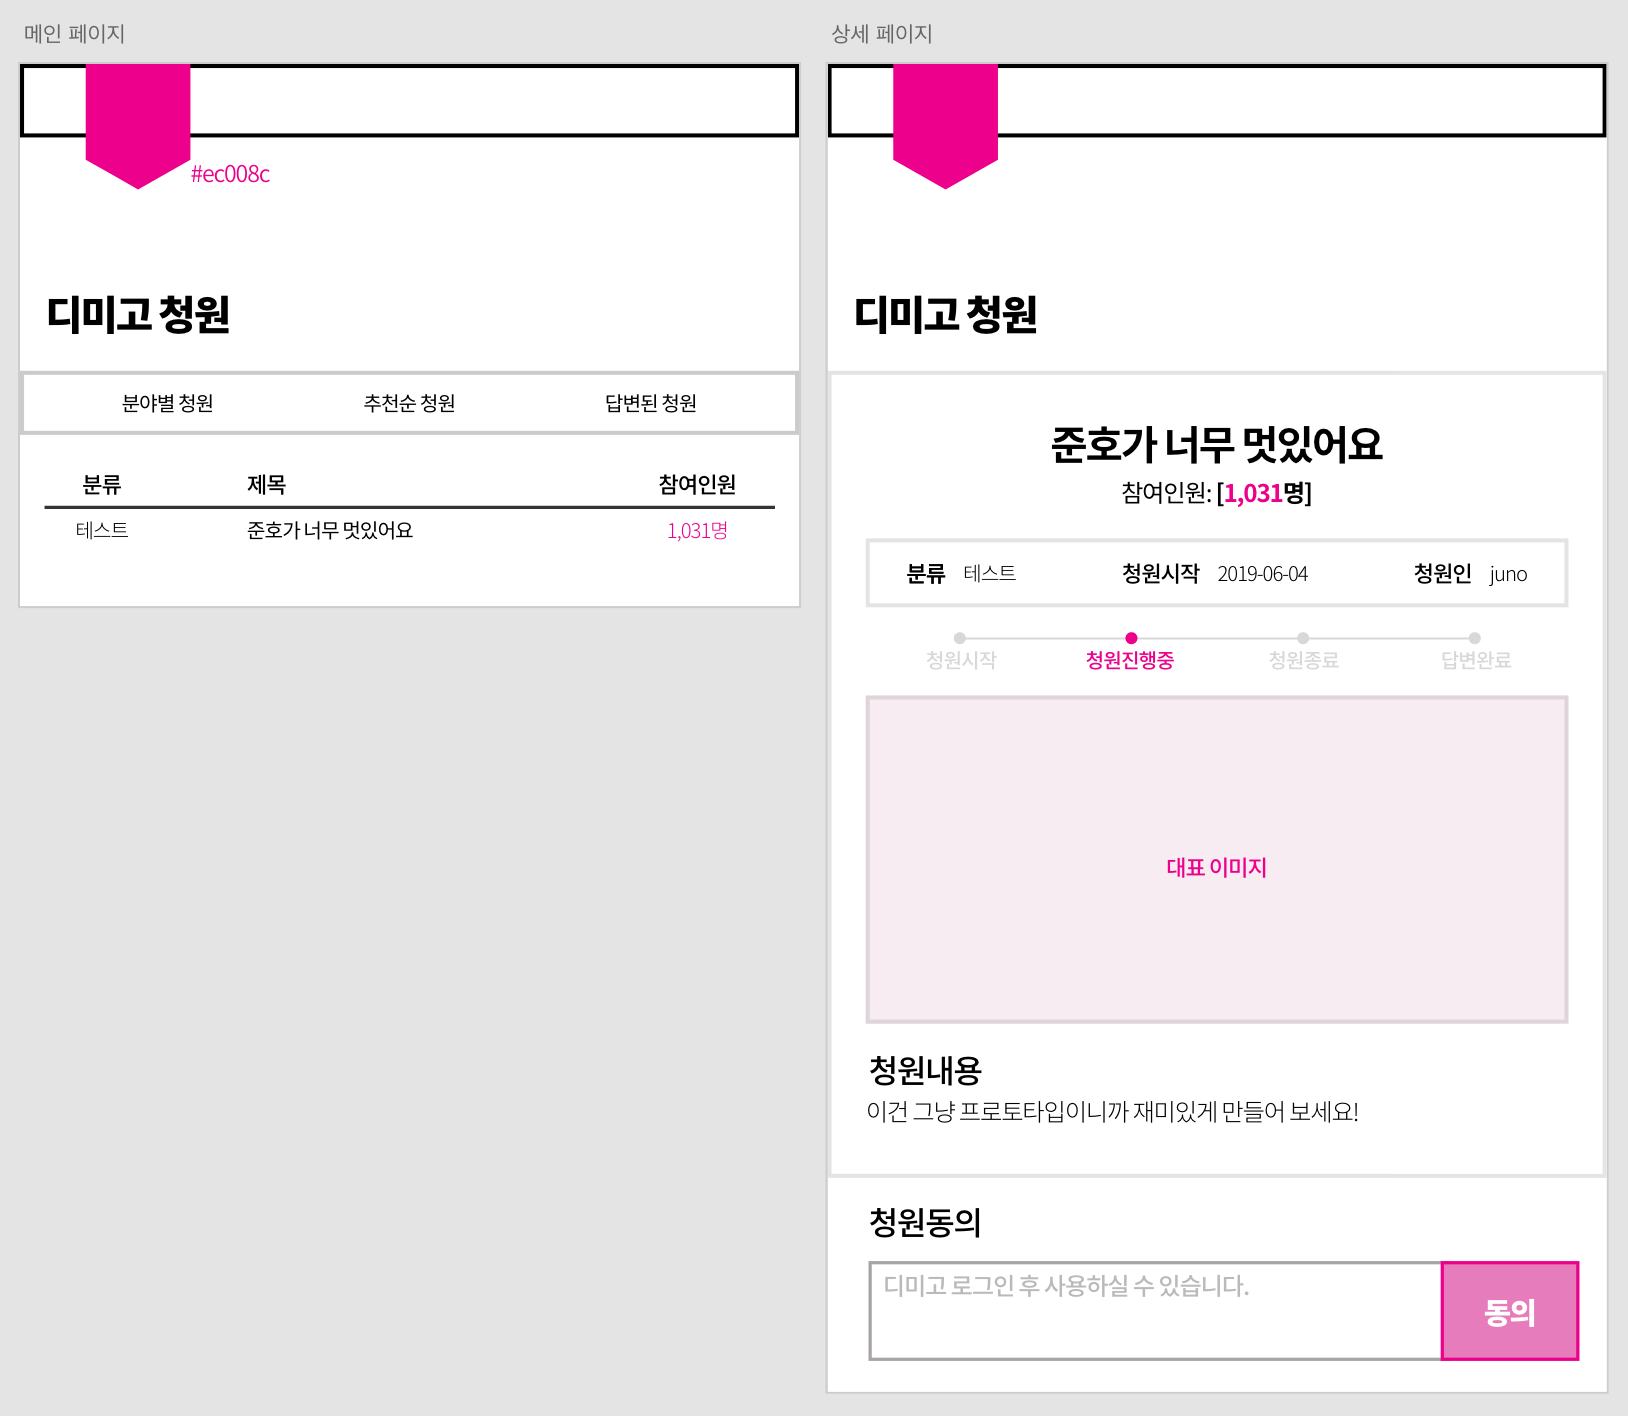 메인 페이지
#ec008c
디미고 청원
분야별 청원 추천순 청원 답변된 청원
분류 제목 참여인원
테스트 준호가 너무 멋있어요 1,031명
상세 페이지
디미고 청원
준호가 너무 멋있어요
참여인원: [1,031명]
분류 테스트 청원시작 2019-06-04 청원인 juno
청원시작 청원진행중 청원종료 답변완료
대표 이미지
청원내용
이건 그냥 프로토타입이니까 재미있게 만들어 보세요!
청원동의
디미고 로그인 후 사용하실 수 있습니다.
동의